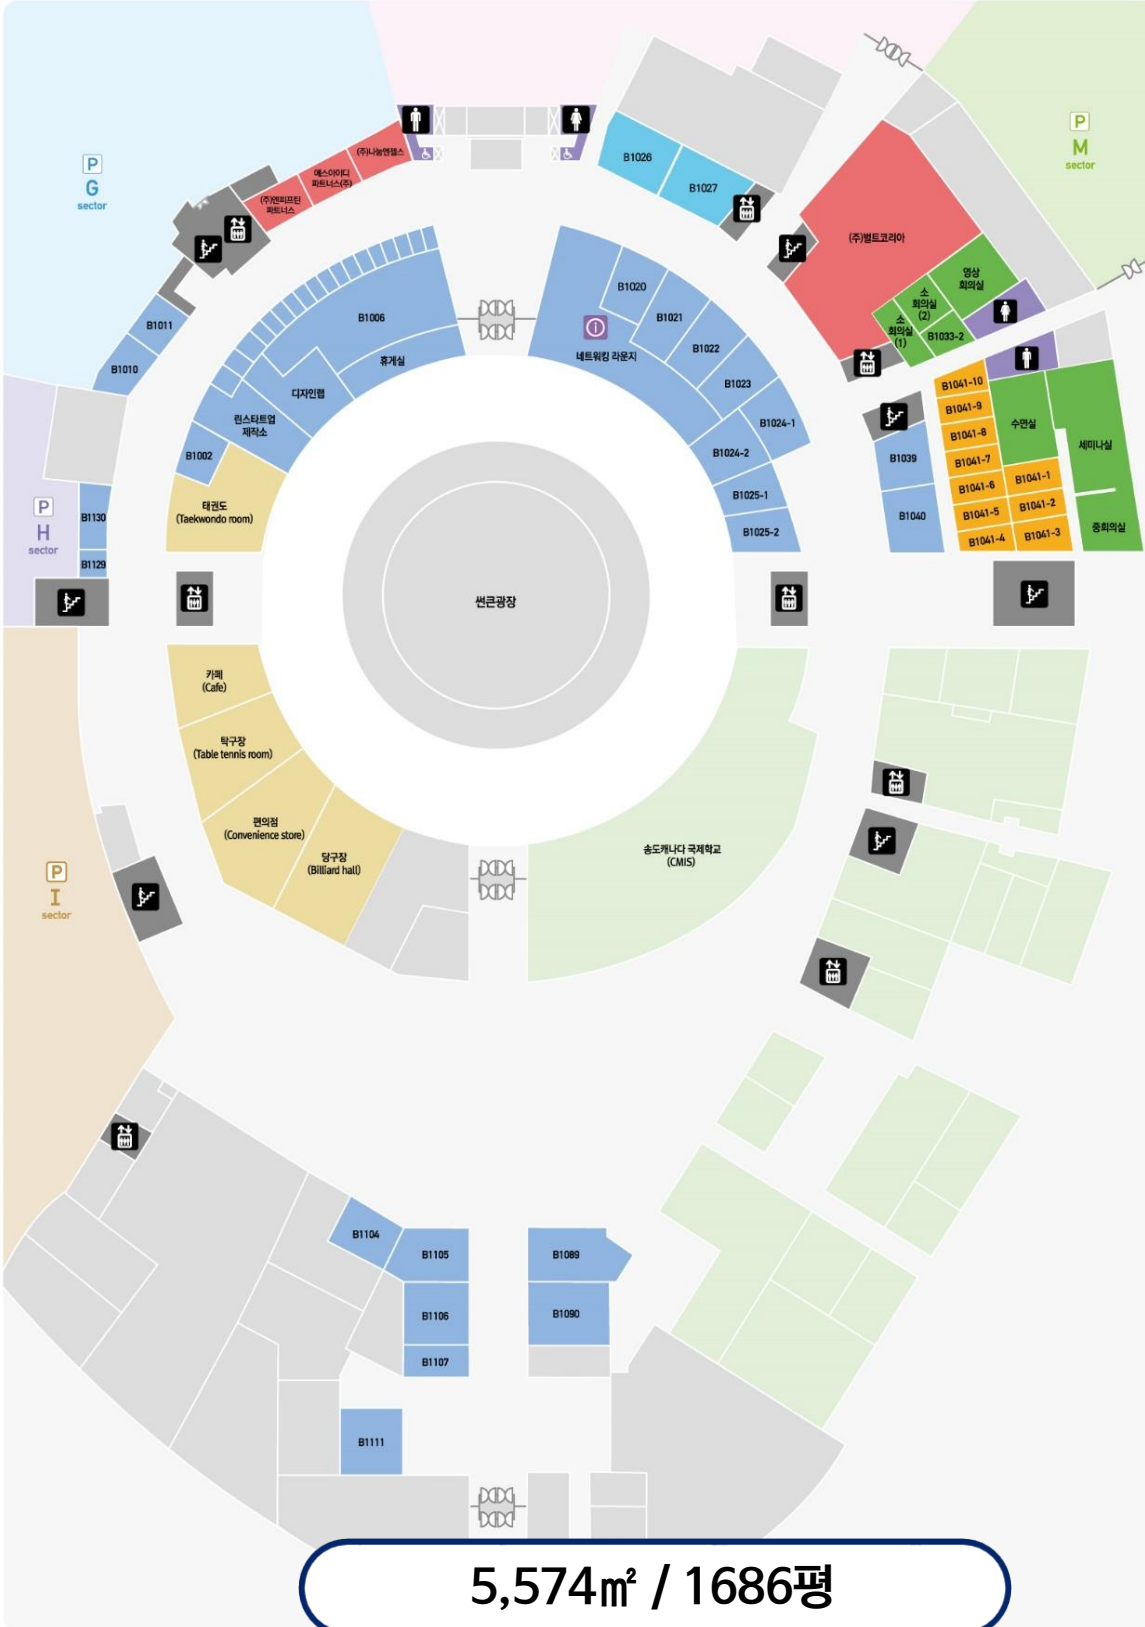 P
G
sector
P
M
sector
(주)나눔엔젤스
에스아이디
파트너스(주)
(주)엔피프틴
파트너스
B1026
B1027
(주)벌트코리아
영상
회의실
소
회의실
(2)
소
회의실
(1)
B1033-2
B1011
B1010
B1006
휴게실
디자인랩
린스타트업
제작소
B1002
태권도
(Taekwondo room)
B1020
B1021
네트워킹 라운지
B1022
B1023
B1024-1
B1024-2
B1025-1
B1025-2
B1039
B1040
B1041-10
B1041-9
B1041-8
B1041-7
B1041-6
B1041-5
B1041-4
B1041-1
B1041-2
B1041-3
수면실
세미나실
중회의실
P
H
sector
B1130
B1129
썬큰광장
카페
(Cafe)
탁구장
(Table tennis room)
편의점
(Convenience store)
당구장
(Billiard hall)
송도캐나다 국제학교
(CMIS)
P
I
sector
B1104
B1105
B1106
B1107
B1111
B1089
B1090
5,574㎡ / 1686평